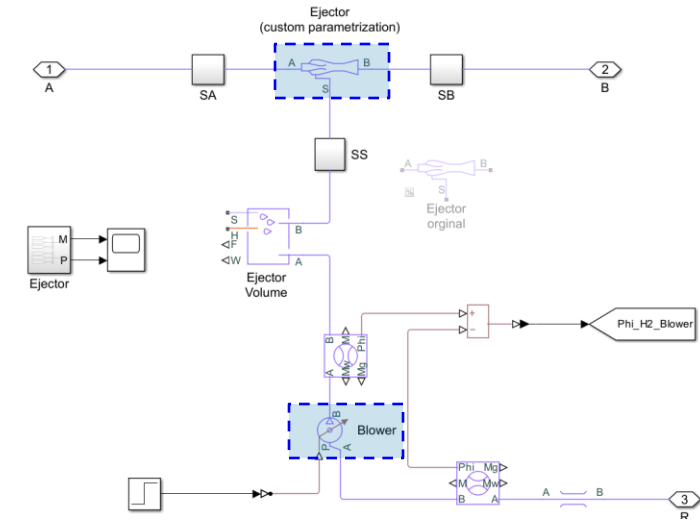 Ejector
(custom parametrization)
A
B
S
1
A
SA
SB
2
B
SS
A
B
S
Ejector
orginal
S
H
F
W
B
A
Ejector
Volume
M
P
Ejector
B
M
Phi
A
Mw
Mg
+
−
Phi_H2_Blower
B
P
A
Blower
Phi
Mg
M
Mw
B
A
A
B
3
R